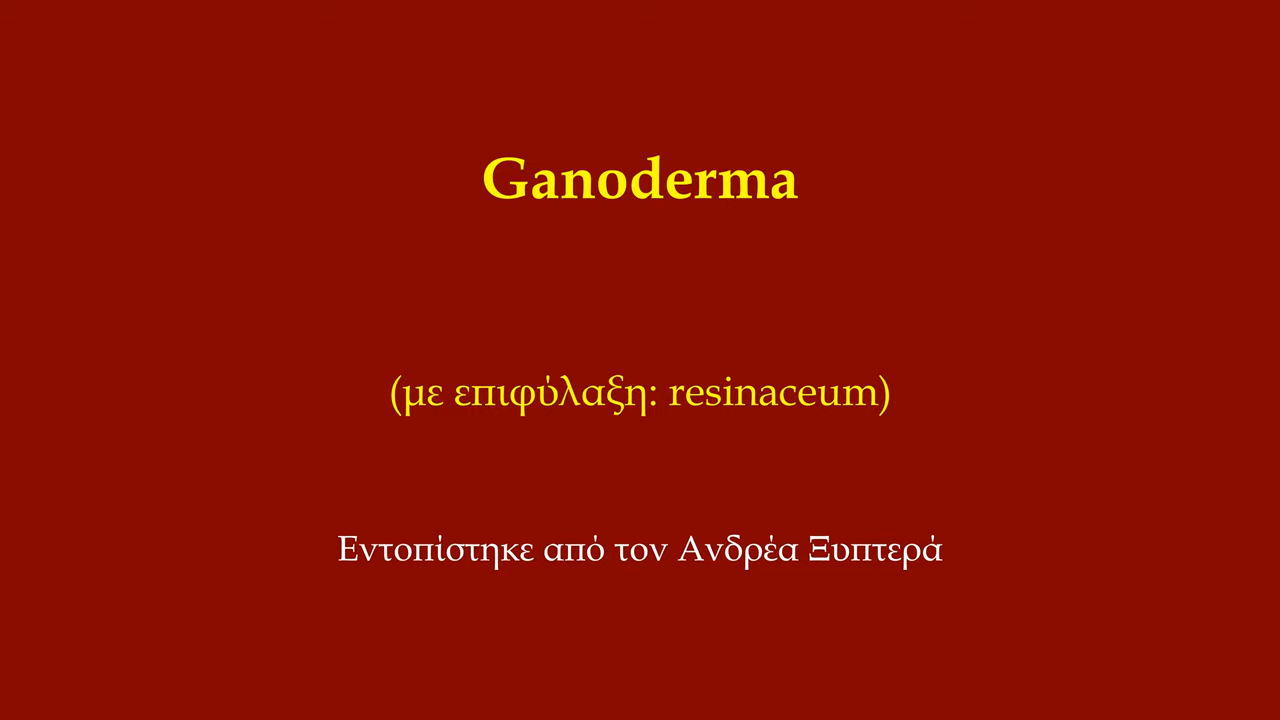 Ganoderma
(με επιφύλαξη: resinaceum)
Εντοπίστηκε από τον Ανδρέα Ξυπτερά